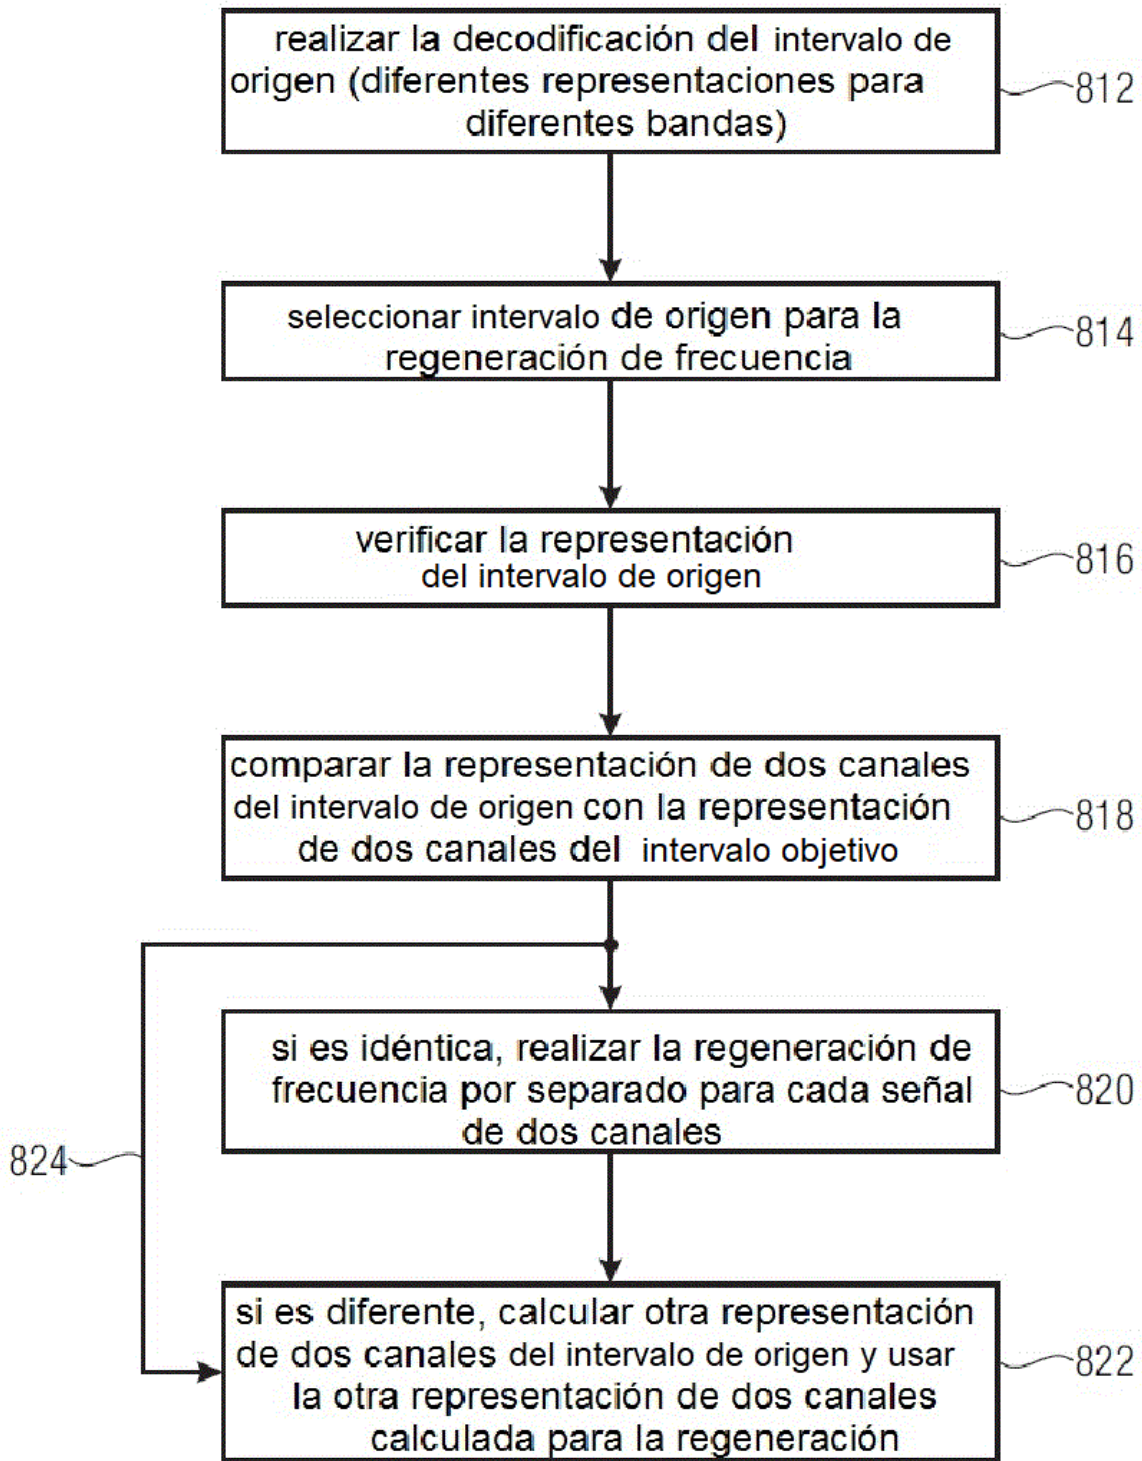 realizar la decodificación del intervalo de
origen (diferentes representaciones para
diferentes bandas)
812
seleccionar intervalo de origen para la
regeneración de frecuencia
814
verificar la representación
del intervalo de origen
816
comparar la representación de dos canales
del intervalo de origen con la representación
de dos canales del intervalo objetivo
818
si es idéntica, realizar la regeneración de
frecuencia por separado para cada señal
de dos canales
820
824
si es diferente, calcular otra representación
de dos canales del intervalo de origen y usar
la otra representación de dos canales
calculada para la regeneración
822